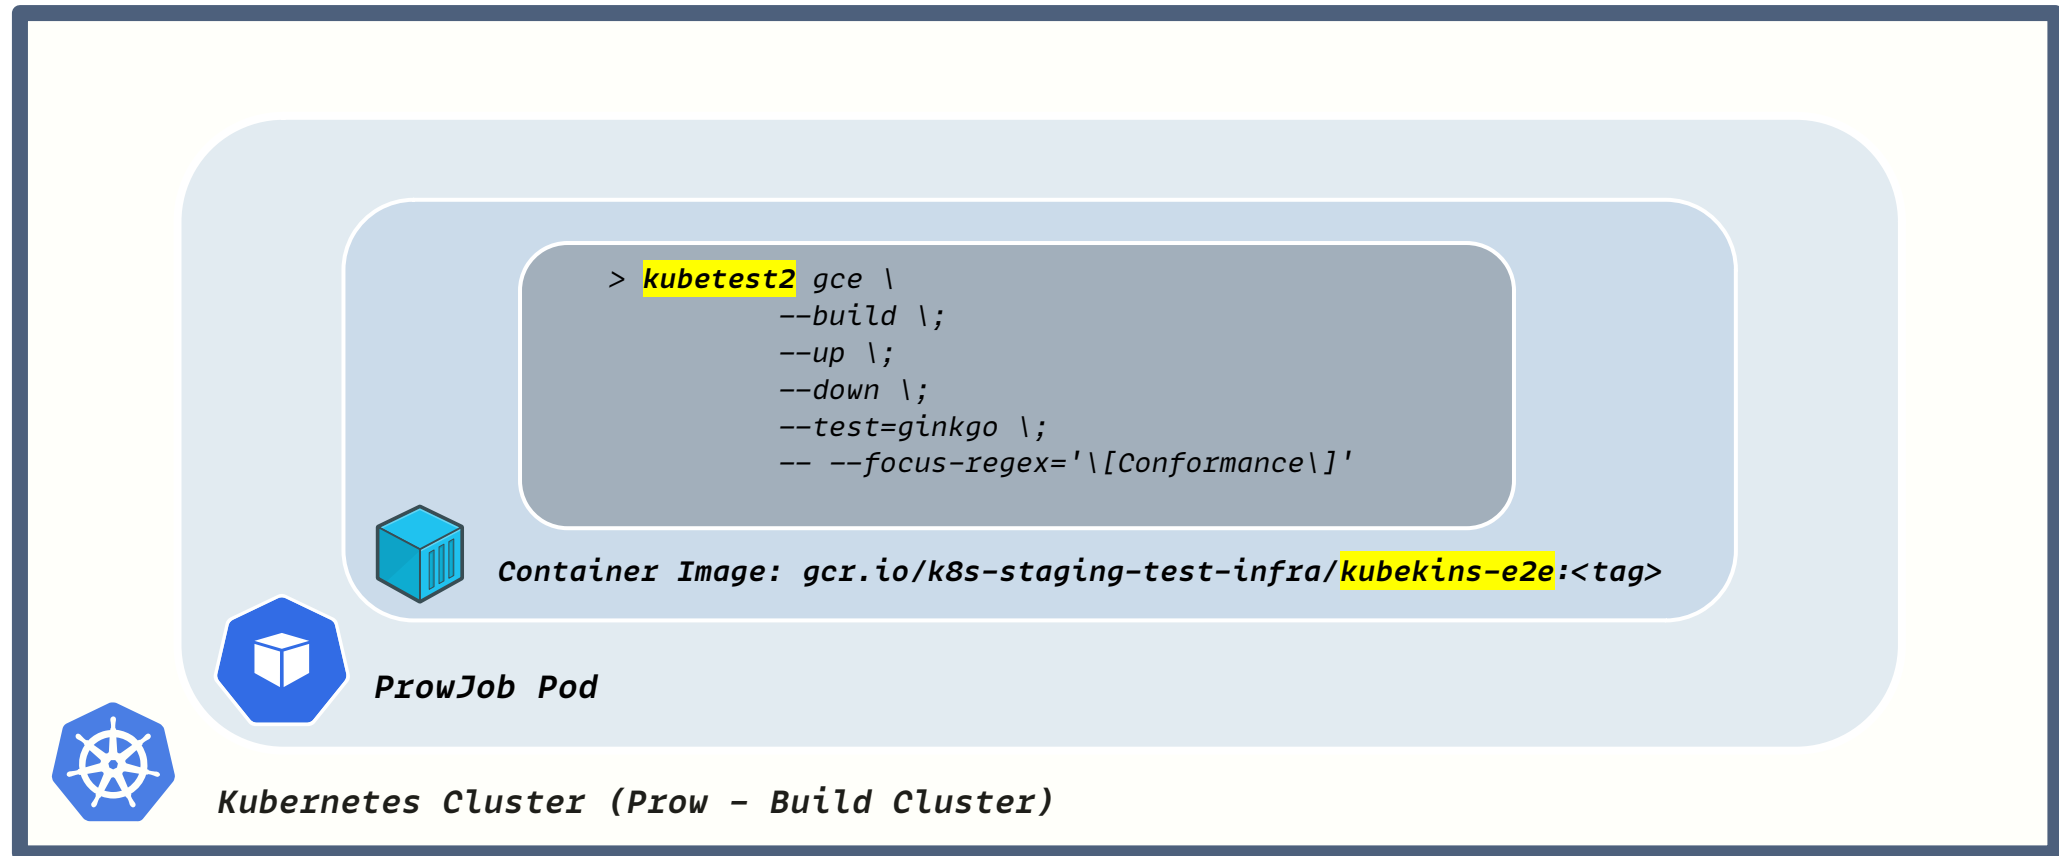 > kubetest2 gce \
--build \;
--up \;
--down \;
--test=ginkgo \;
-- --focus-regex='\[Conformance\]'
Container Image: gcr.io/k8s-staging-test-infra/kubekins-e2e:<tag>
ProwJob Pod
Kubernetes Cluster (Prow - Build Cluster)